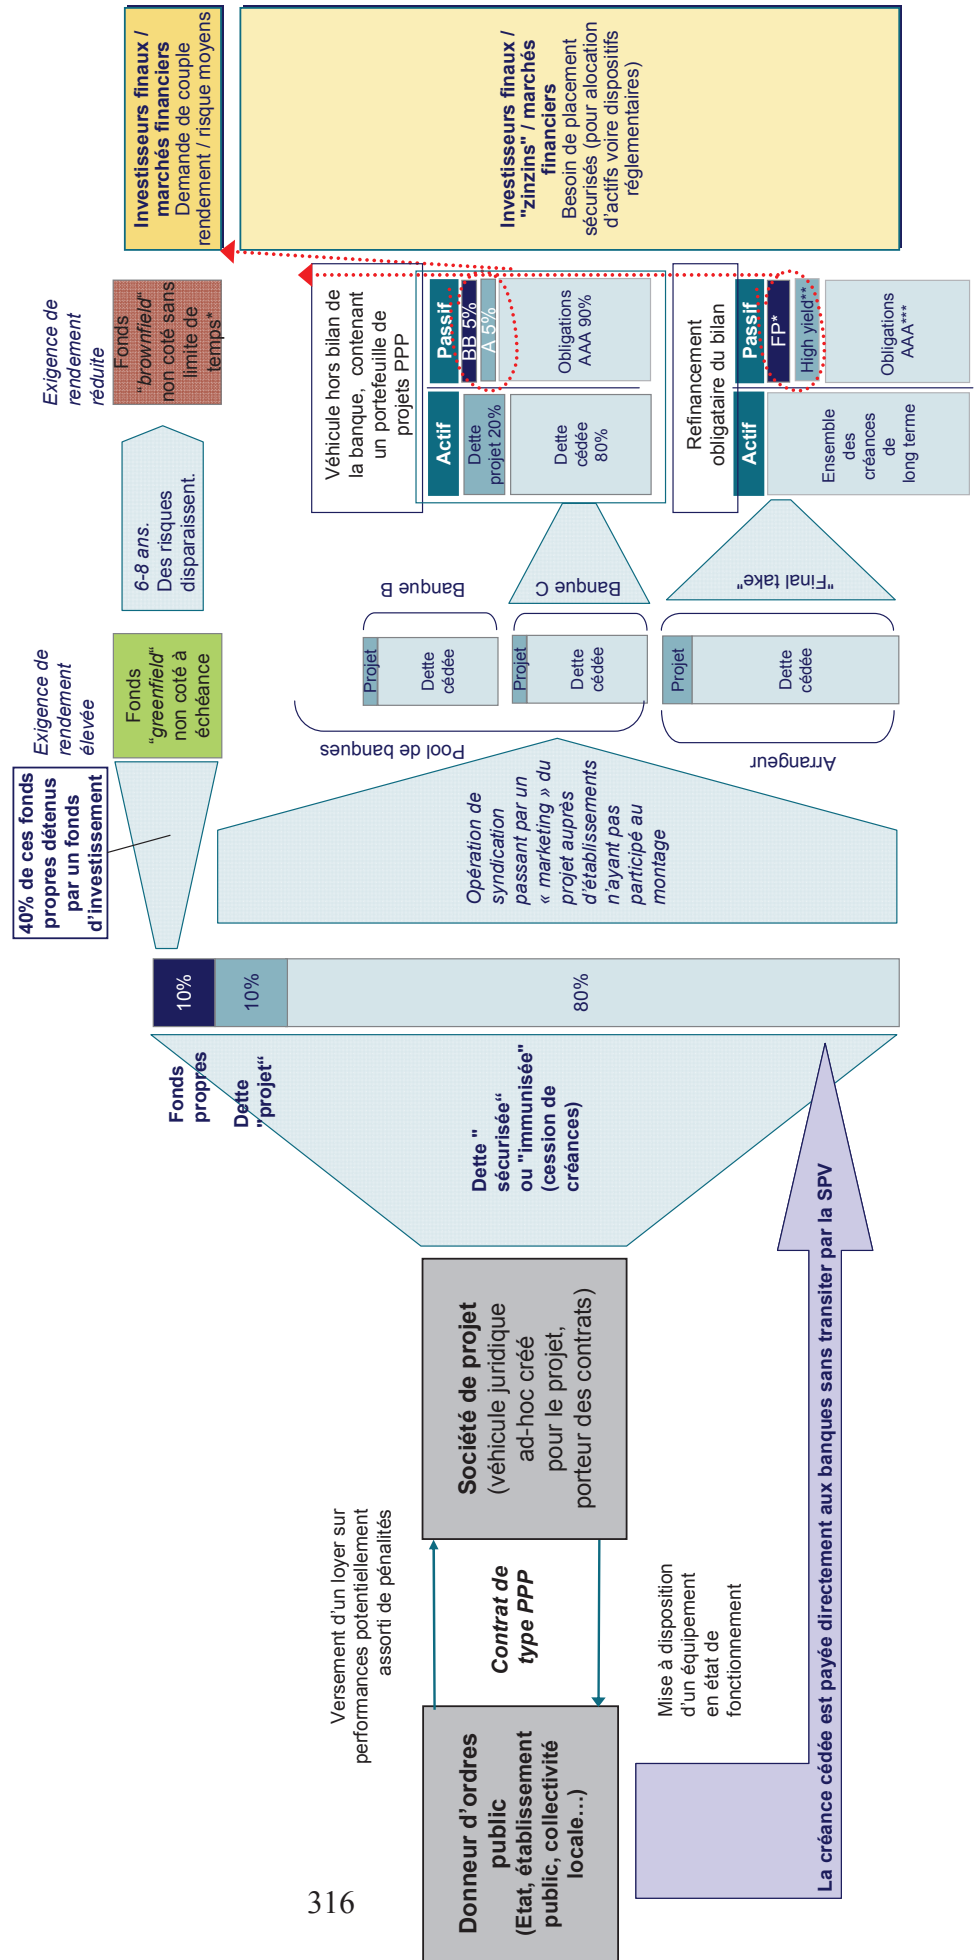 Donneur d'ordres
public
(Etat, établissement
public, collectivité
locale…)
Versement d'un loyer sur
performances potentiellement
assorti de pénalités
Contrat de
type PPP
Mise à disposition
d'un équipement
en état de
fonctionnement
Société de projet
(véhicule juridique
ad-hoc créé
pour le projet,
porteur des contrats)
La créance cédée est payée directement aux banques sans transiter par la SPV
Fonds
propres
Dette
"projet“
Dette "
sécurisée“
ou "immunisée"
(cession de
créances)
10%
10%
80%
40% de ces fonds
propres détenus
par un fonds
d'investissement
Exigence de
rendement
élevée
Fonds
“greenfield“
non coté à
échéance
6-8 ans.
Des risques
disparaissent.
Exigence de
rendement
réduite
Fonds
“brownfield“
non coté sans
limite de
temps*
Investisseurs finaux /
marchés financiers
Demande de couple
rendement / risque moyens
Opération de
syndication
passant par un
« marketing » du
projet auprès
d'établissements
n'ayant pas
participé au
montage
Pool de banques
Arrangeur
Projet
Dette
cédée
Projet
Dette
cédée
Projet
Dette
cédée
Banque B
Banque C
"Final take"
Véhicule hors bilan de
la banque, contenant
un portefeuille de
projets PPP
Actif
Passif
Dette
projet 20%
Dette
cédée
80%
BB 5%
A 5%
Obligations
AAA 90%
Refinancement
obligataire du bilan
Actif
Passif
Ensemble
des
créances
de
long terme
FP*
High yield**
Obligations
AAA***
Investisseurs finaux /
"zinzins" / marchés
financiers
Besoin de placement
sécurisés (pour alocation
d'actifs voire dispositifs
réglementaires)
316